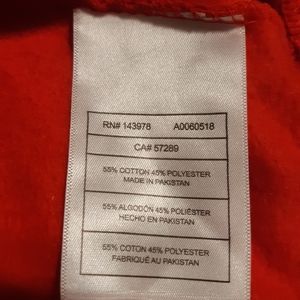 RN# 143978 A0060518
CA# 57289
55% COTTON 45% POLYESTER
MADE IN PAKISTAN
55% ALGODÓN 45% POLIÉSTER
HECHO EN PAKISTÁN
55% COTON 45% POLYESTER
FABRIQUÉ AU PAKISTAN